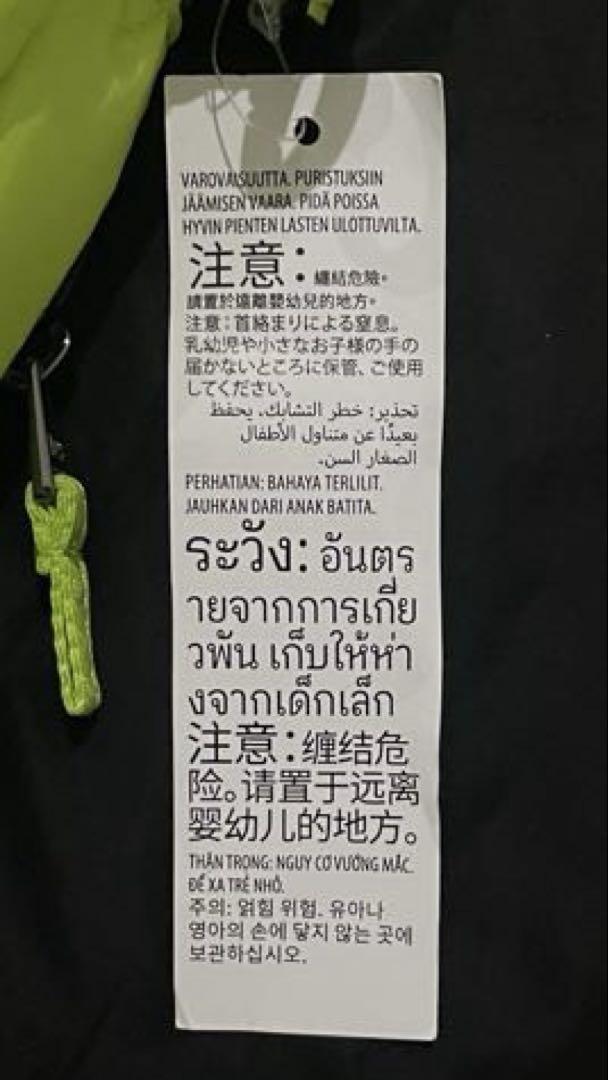 VAROVAISUUTTA. PURISTUKSIIN
JÄÄMISEN VAARA. PIDÄ POISSA
HYVIN PIENTEN LASTEN ULOTTUVILTA.
注意：纏結危險。
請置於遠離嬰幼兒的地方。
注意：首絡まりによる窒息。
乳幼児や小さなお子様の手の
届かないところに保管、ご使用
してください。
تحذير: خطر التشابك. يحفظ
بعيدًا عن متناول الأطفال
الصغار السن.
PERHATIAN: BAHAYA TERLILIT.
JAUHKAN DARI ANAK BATITA.
ระวัง: อันตร
ายจากการเกี่ย
วพัน เก็บให้ห่า
งจากเด็กเล็ก
注意：缠结危
险。请置于远离
婴幼儿的地方。
THẬN TRỌNG: NGUY CƠ VƯỚNG MẮC.
ĐỂ XA TRẺ NHỎ.
주의: 얽힘 위험. 유아나
영아의 손에 닿지 않는 곳에
보관하십시오.